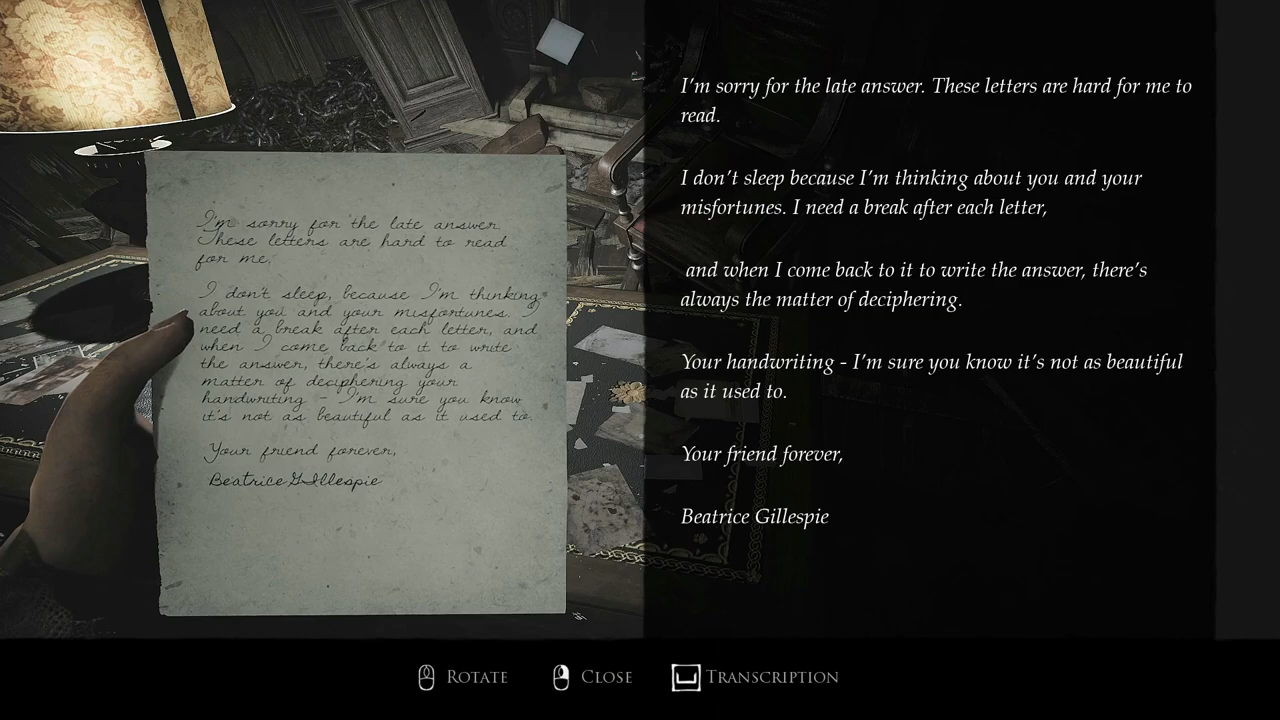 I'm sorry for the late answer
These letters are hard to read
for me.
I don't sleep, because I'm thinking
about you and your misfortunes. I
need a break after each letter, and
when I come back to it to write
the answer, there's always a
matter of deciphering your
handwriting - I'm sure you know
it's not as beautiful as it used to.
Your friend forever,
Beatrice Gillespie
I'm sorry for the late answer. These letters are hard for me to
read.
I don't sleep because I'm thinking about you and your
misfortunes. I need a break after each letter,
and when I come back to it to write the answer, there's
always the matter of deciphering.
Your handwriting - I'm sure you know it's not as beautiful
as it used to.
Your friend forever,
Beatrice Gillespie
ROTATE CLOSE TRANSCRIPTION